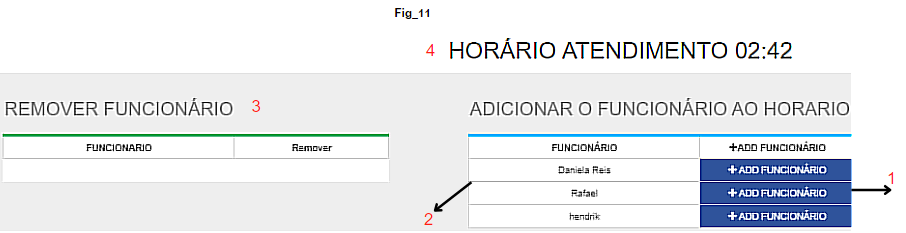 Fig_11
4 HORÁRIO ATENDIMENTO 02:42
REMOVER FUNCIONÁRIO 3
ADICIONAR O FUNCIONÁRIO AO HORARIO
FUNCIONARIO Remover
FUNCIONÁRIO +ADD FUNCIONÁRIO
Daniela Reis +ADD FUNCIONÁRIO
1
Rafael +ADD FUNCIONÁRIO
2
hendrik +ADD FUNCIONÁRIO